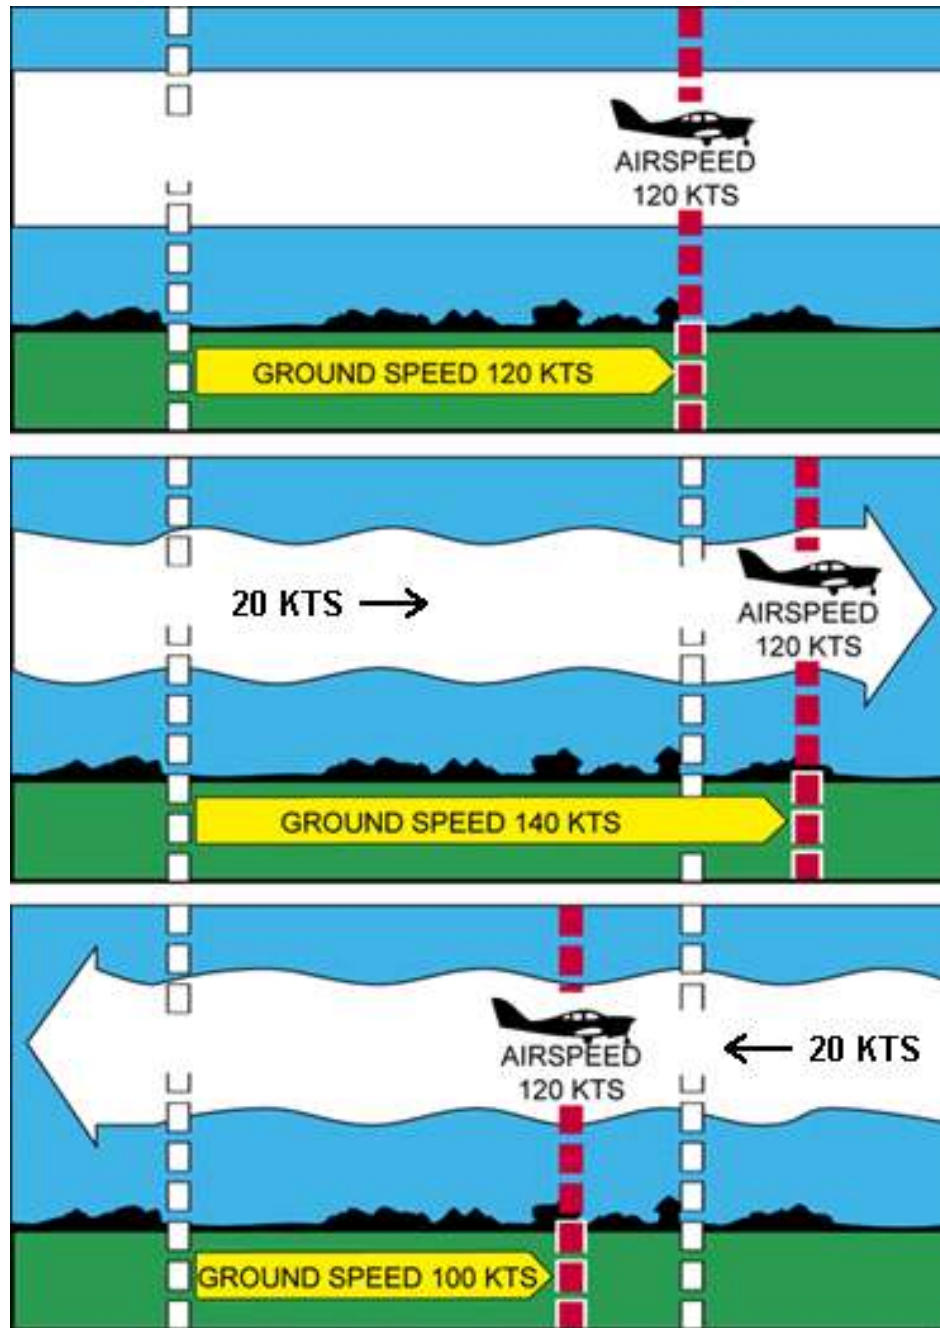 AIRSPEED
120 KTS
GROUND SPEED 120 KTS
20 KTS →
AIRSPEED
120 KTS
GROUND SPEED 140 KTS
AIRSPEED
120 KTS
← 20 KTS
GROUND SPEED 100 KTS